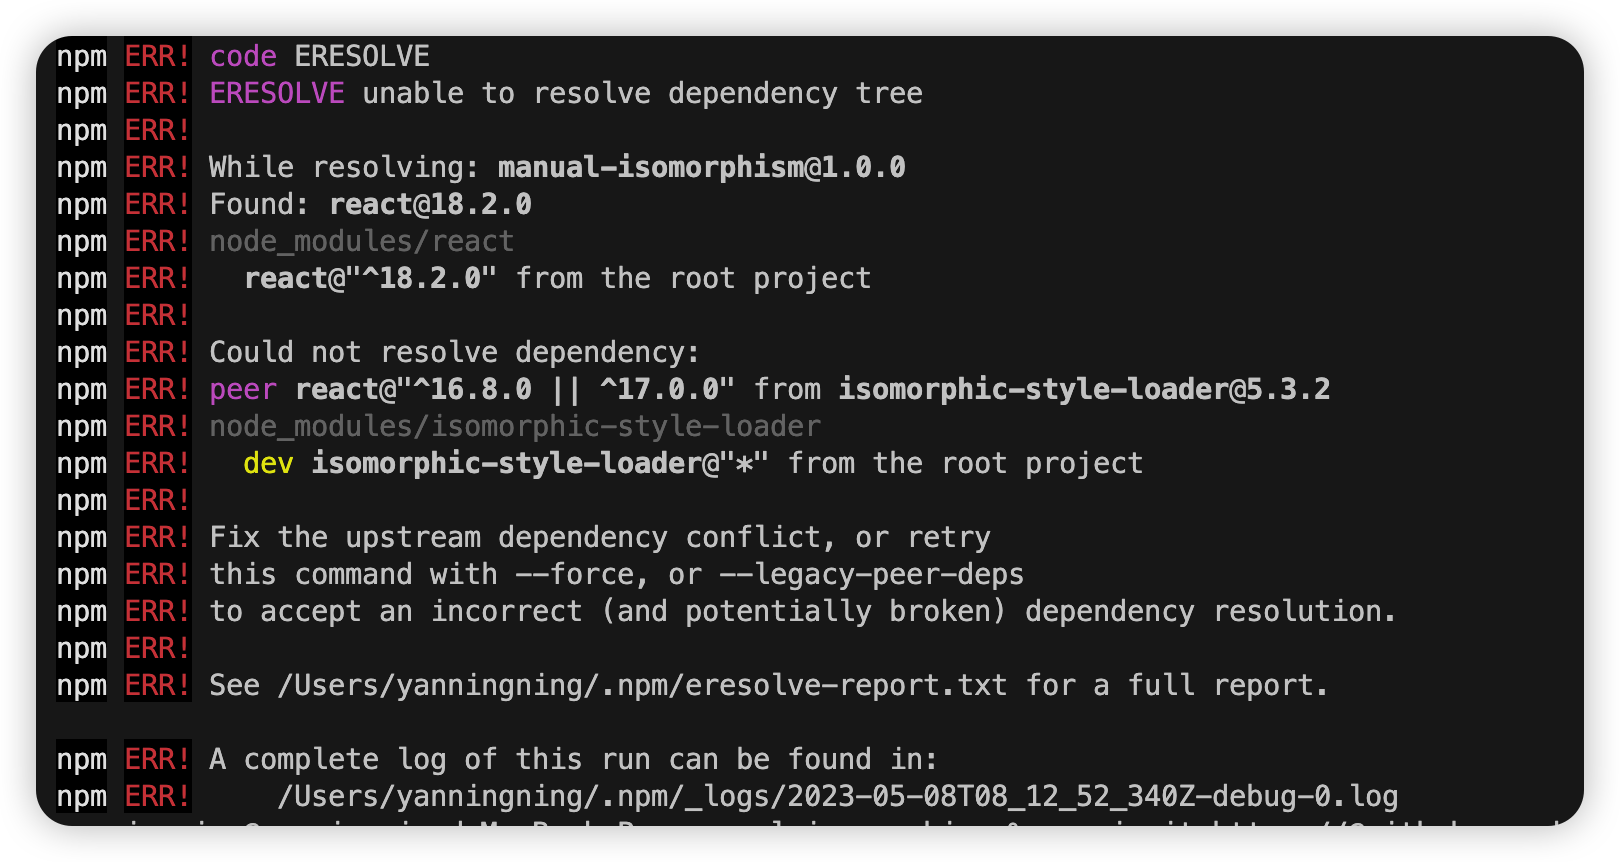 npm ERR! code ERESOLVE
npm ERR! ERESOLVE unable to resolve dependency tree
npm ERR!
npm ERR! While resolving: manual-isomorphism@1.0.0
npm ERR! Found: react@18.2.0
npm ERR! node_modules/react
npm ERR!   react@"^18.2.0" from the root project
npm ERR!
npm ERR! Could not resolve dependency:
npm ERR! peer react@"^16.8.0 || ^17.0.0" from isomorphic-style-loader@5.3.2
npm ERR! node_modules/isomorphic-style-loader
npm ERR!   dev isomorphic-style-loader@"*" from the root project
npm ERR!
npm ERR! Fix the upstream dependency conflict, or retry
npm ERR! this command with --force, or --legacy-peer-deps
npm ERR! to accept an incorrect (and potentially broken) dependency resolution.
npm ERR!
npm ERR! See /Users/yanningning/.npm/eresolve-report.txt for a full report.
npm ERR! A complete log of this run can be found in:
npm ERR!     /Users/yanningning/.npm/_logs/2023-05-08T08_12_52_340Z-debug-0.log